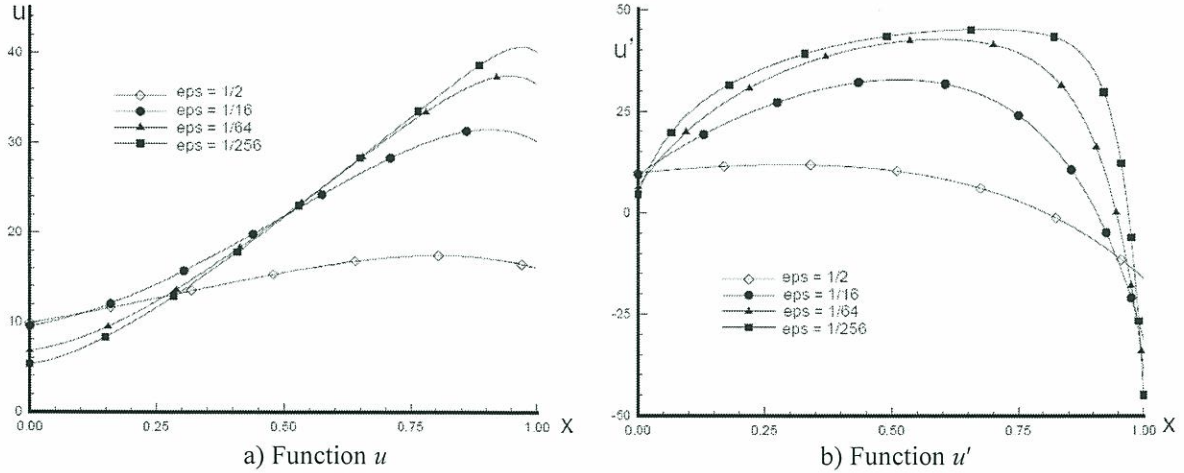 u
40
30
20
10
0
eps = 1/2
eps = 1/16
eps = 1/64
eps = 1/256
0.00
0.25
0.50
0.75
1.00
X
a) Function u
50
u'
25
0
-25
-50
eps = 1/2
eps = 1/16
eps = 1/64
eps = 1/256
0.00
0.25
0.50
0.75
1.00
X
b) Function u'